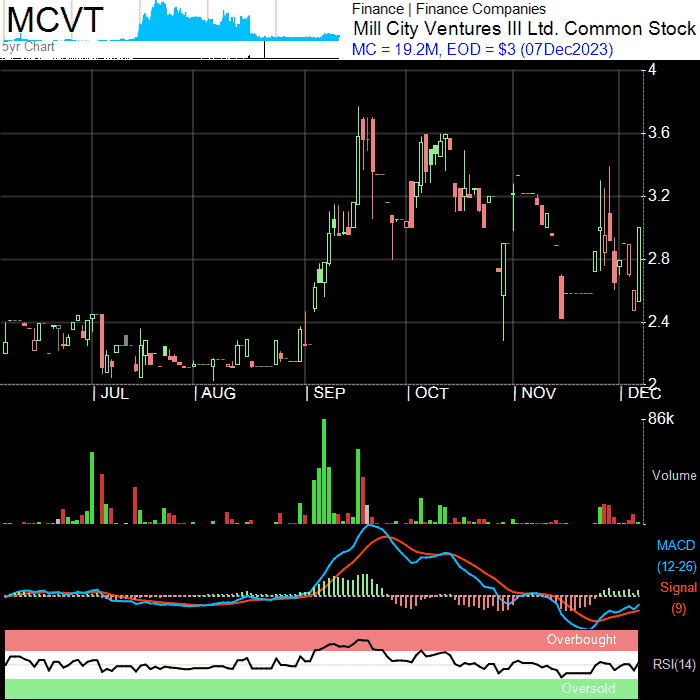 MCVT
5yr Chart
Finance | Finance Companies
Mill City Ventures III Ltd. Common Stock
MC = 19.2M, EOD = $3 (07Dec2023)
4
3.6
3.2
2.8
2.4
2
| JUL | AUG | SEP | OCT | NOV | DEC
86k
Volume
MACD
(12-26)
Signal
(9)
Overbought
RSI(14)
Oversold